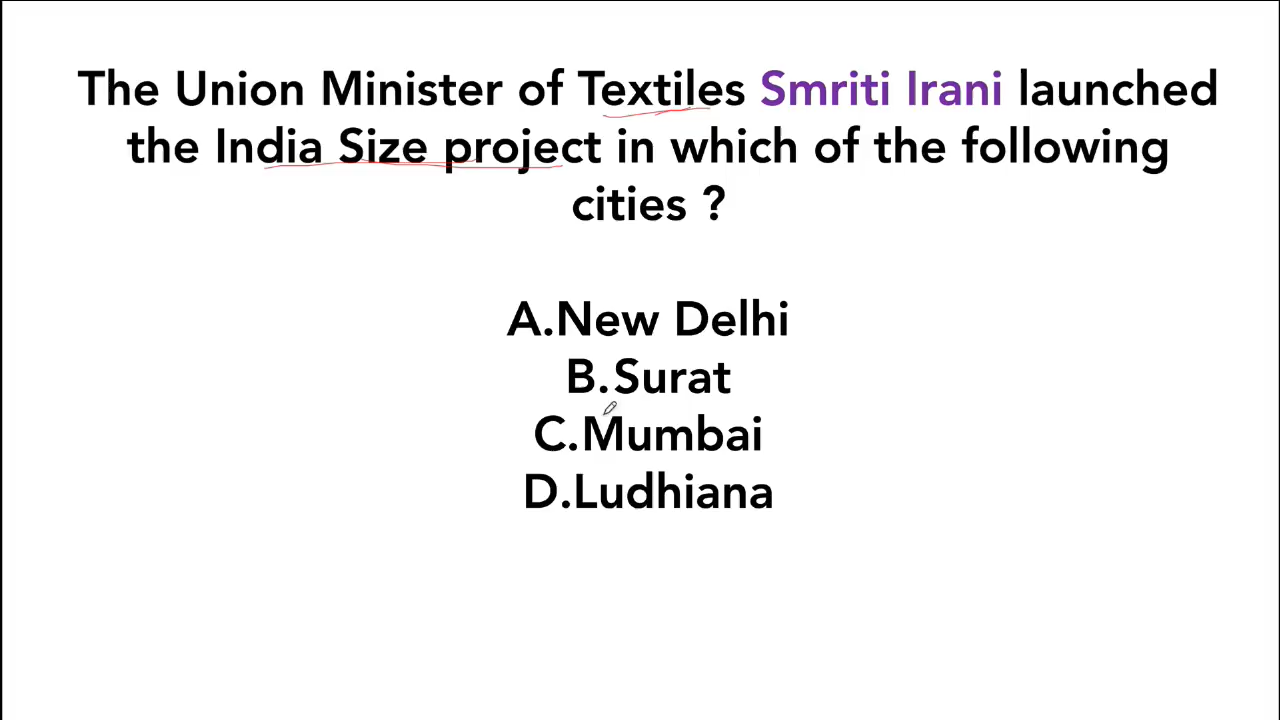 The Union Minister of Textiles Smriti Irani launched
the India Size project in which of the following
cities ?
A.New Delhi
B.Surat
C.Mumbai
D.Ludhiana